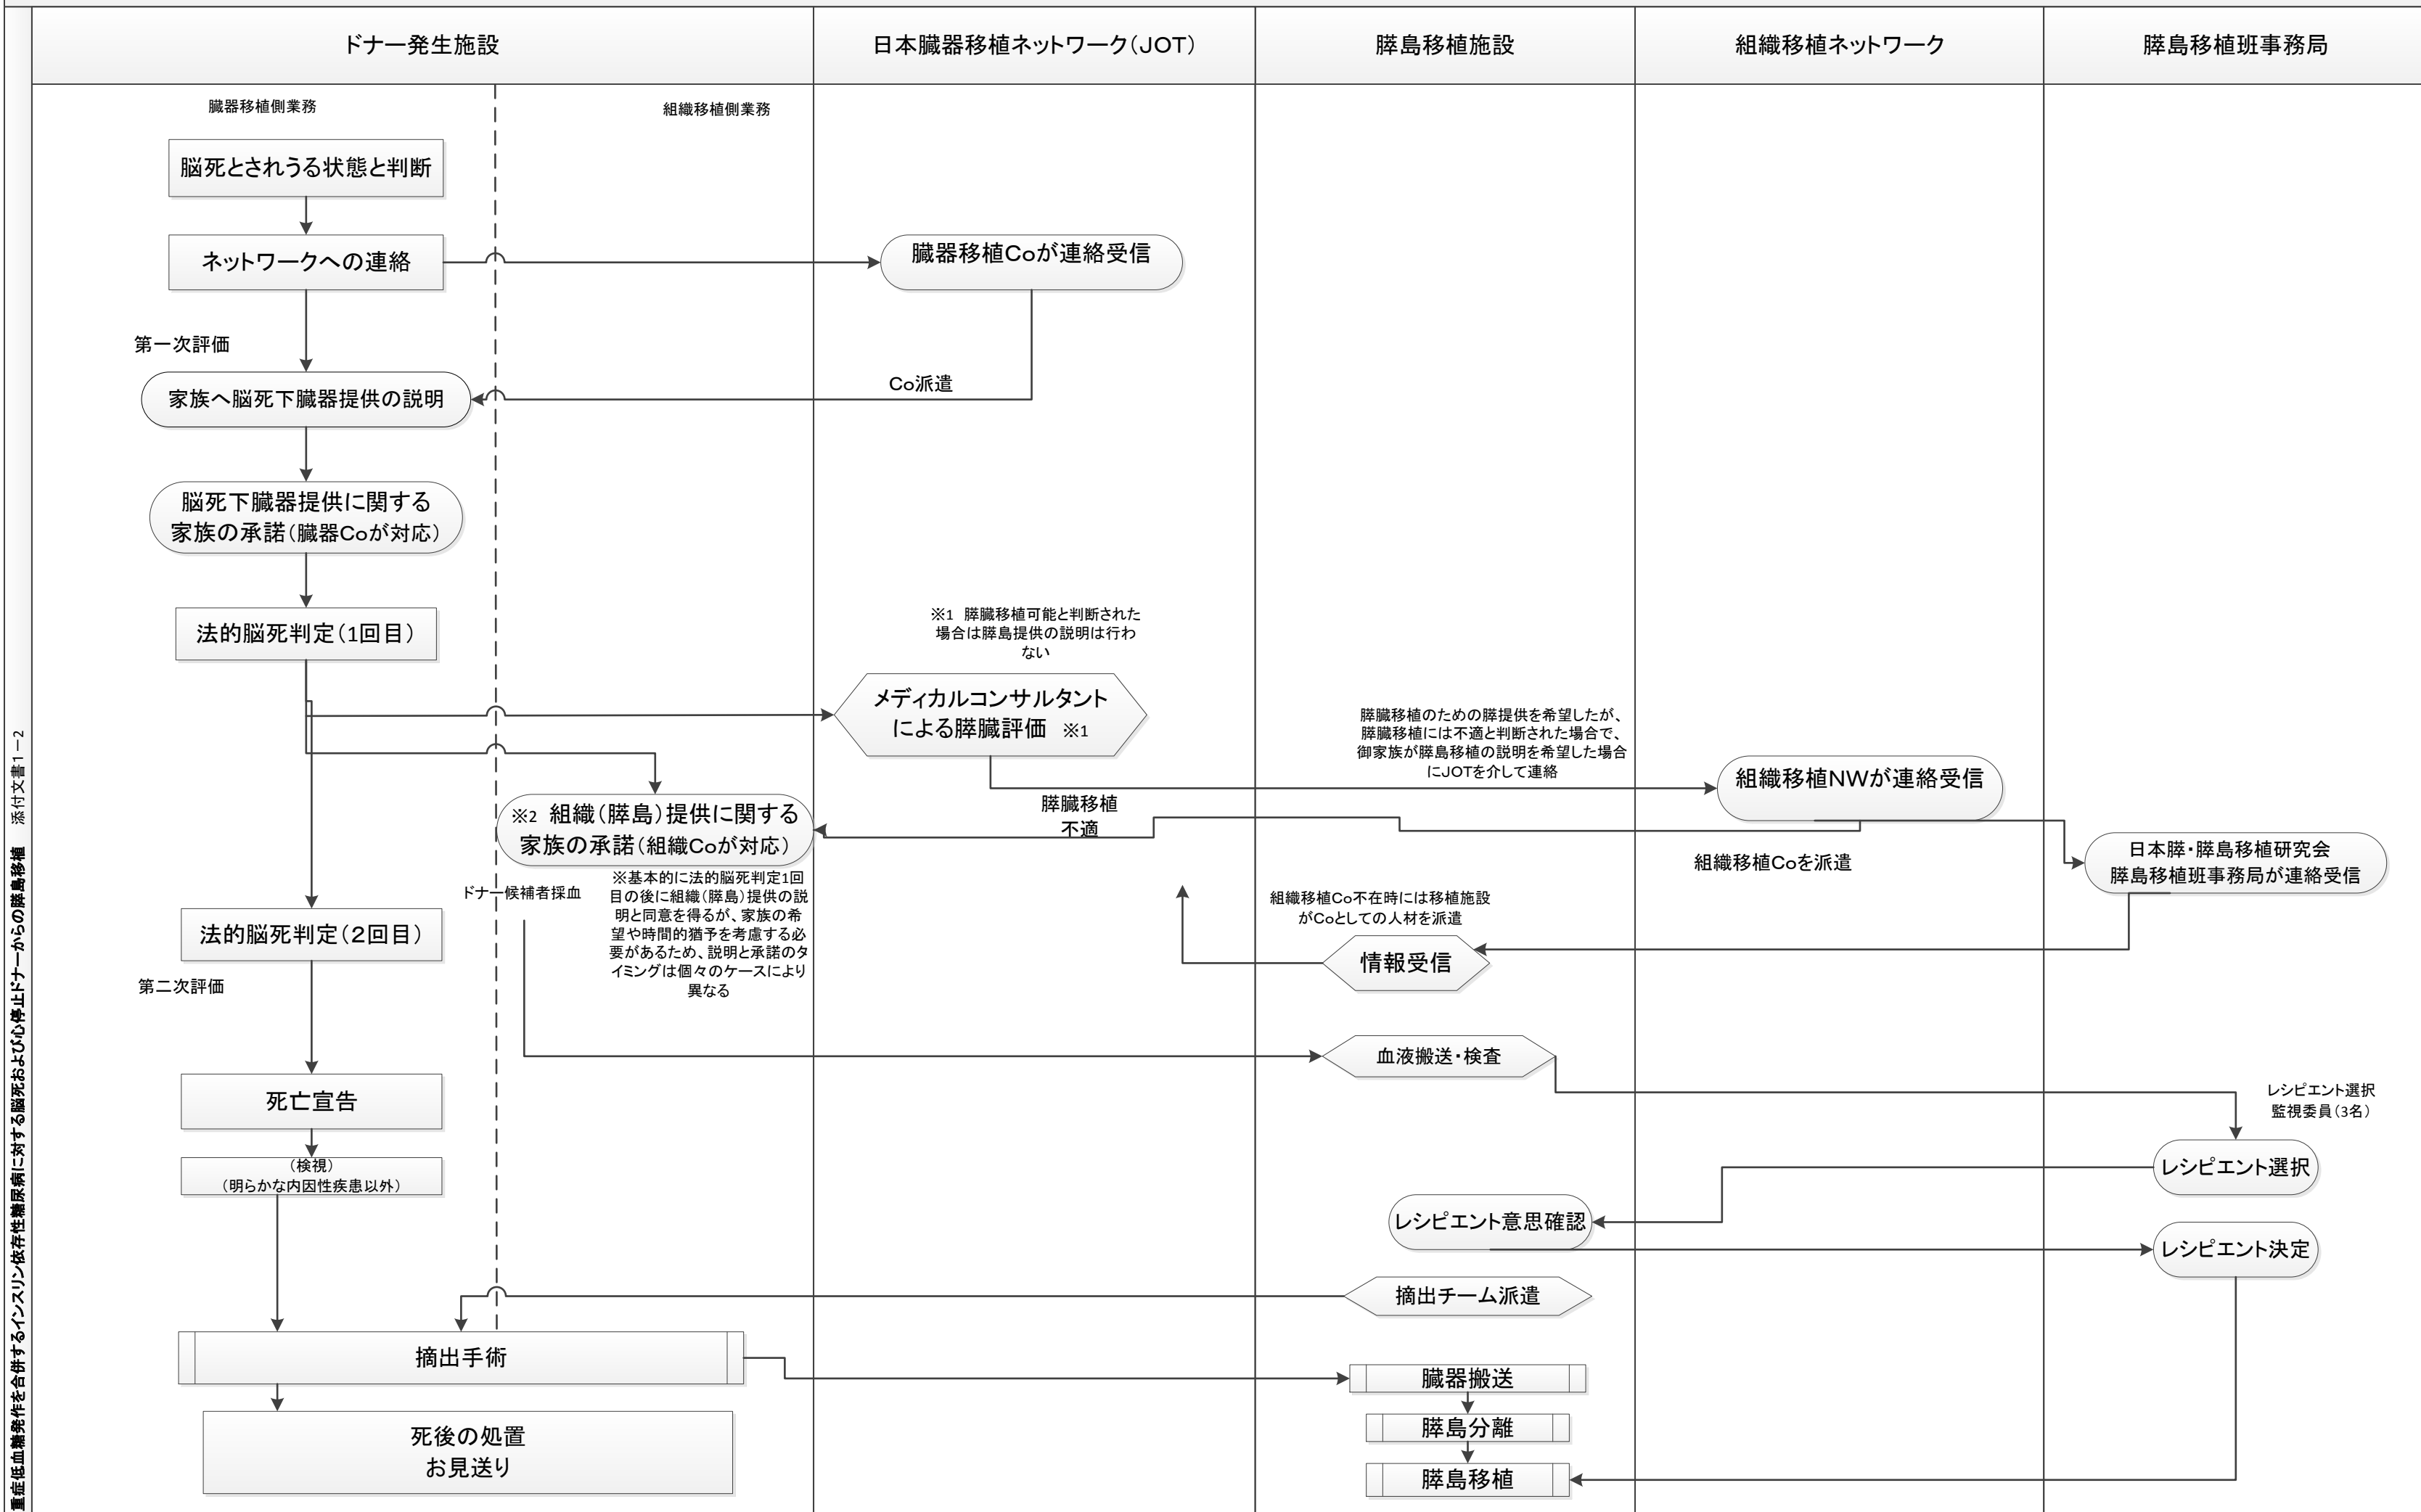 重症低血糖発作を合併するインスリン依存性糖尿病に対する脳死および心停止ドナーからの膵島移植　添付文書1－2
ドナー発生施設
日本臓器移植ネットワーク（JOT）
膵島移植施設
組織移植ネットワーク
膵島移植班事務局
臓器移植側業務
組織移植側業務
脳死とされうる状態と判断
ネットワークへの連絡
臓器移植Coが連絡受信
第一次評価
Co派遣
家族へ脳死下臓器提供の説明
脳死下臓器提供に関する
家族の承諾（臓器Coが対応）
法的脳死判定（1回目）
※1　膵臓移植可能と判断された
場合は膵島提供の説明は行わ
ない
メディカルコンサルタント
による膵臓評価　※1
膵臓移植のための膵提供を希望したが、
膵臓移植には不適と判断された場合で、
御家族が膵島移植の説明を希望した場合
にJOTを介して連絡
組織移植NWが連絡受信
膵臓移植
不適
※2　組織（膵島）提供に関する
家族の承諾（組織Coが対応）
組織移植Coを派遣
日本膵・膵島移植研究会
膵島移植班事務局が連絡受信
ドナー候補者採血
※基本的に法的脳死判定1回
目の後に組織（膵島）提供の説
明と同意を得るが、家族の希
望や時間的猶予を考慮する必
要があるため、説明と承諾のタ
イミングは個々のケースにより
異なる
組織移植Co不在時には移植施設
がCoとしての人材を派遣
法的脳死判定（２回目）
情報受信
第二次評価
血液搬送・検査
死亡宣告
レシピエント選択
監視委員（3名）
（検視）
（明らかな内因性疾患以外）
レシピエント選択
レシピエント意思確認
レシピエント決定
摘出チーム派遣
摘出手術
臓器搬送
膵島分離
死後の処置
お見送り
膵島移植